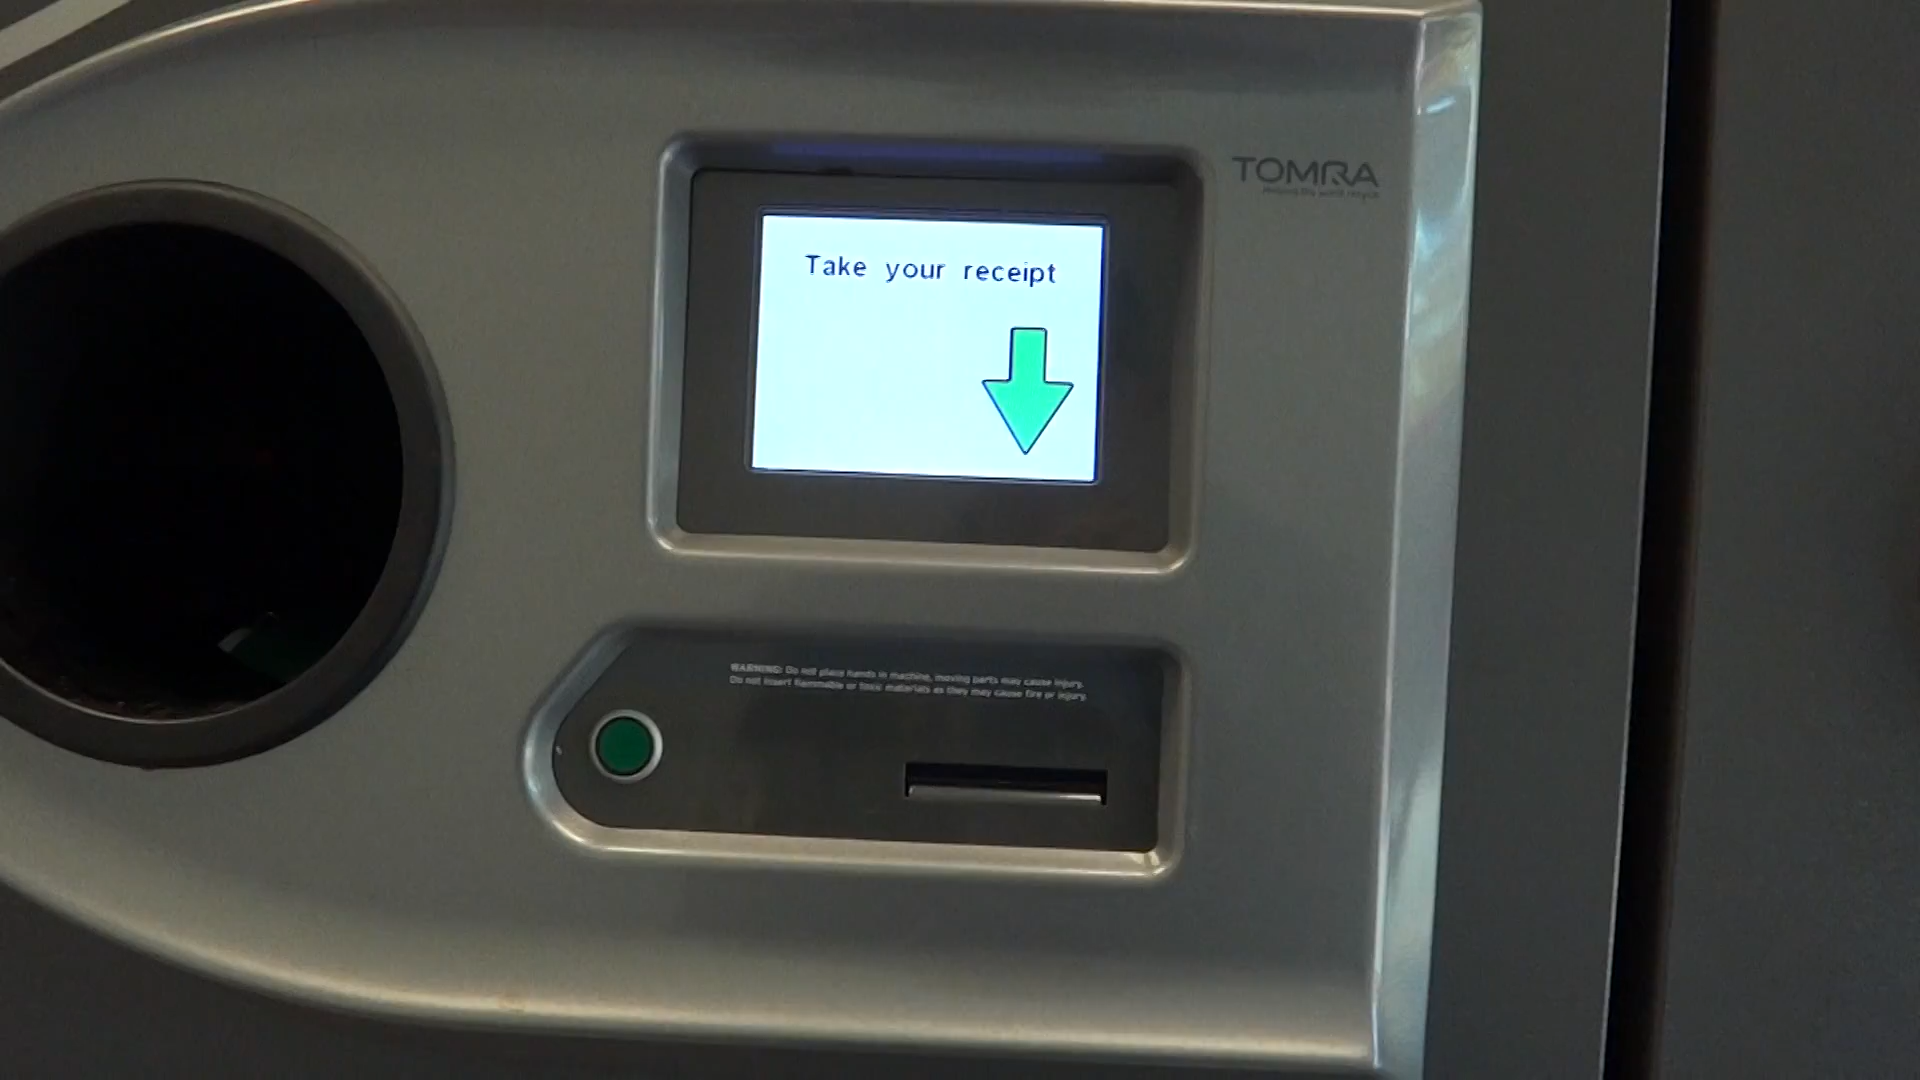 TOMRA
Take your receipt
WARNING: Do not place hands in machine, moving parts may cause injury.
Do not insert flammable or toxic materials as they may cause fire or injury.